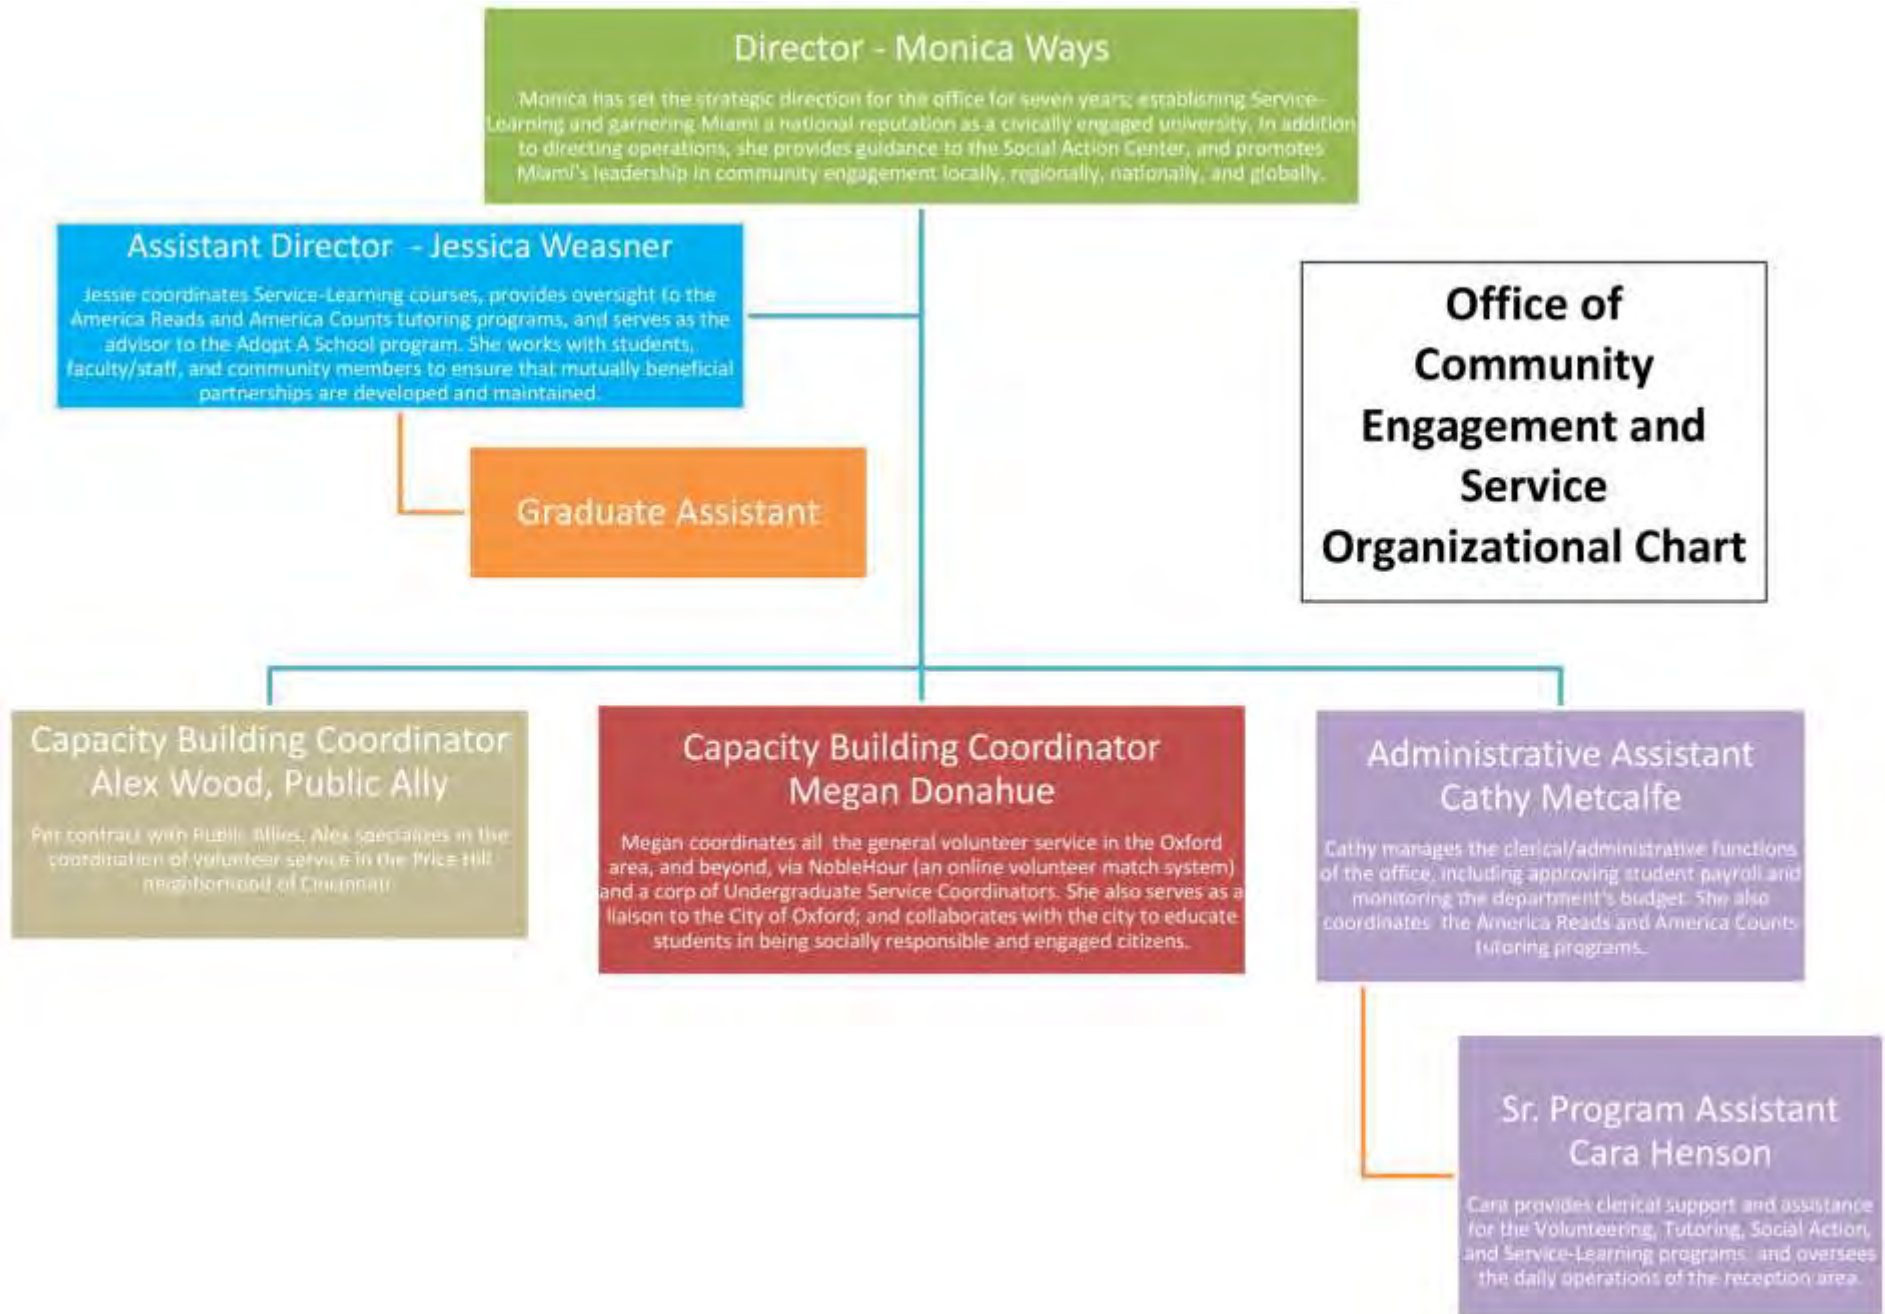 Director - Monica Ways
Monica has set the strategic direction for the office for seven years; establishing Service-
Learning and garnering Miami a national reputation as a civically engaged university. In addition
to directing operations, she provides guidance to the Social Action Center, and promotes
Miami's leadership in community engagement locally, regionally, nationally, and globally.
Assistant Director - Jessica Weasner
Jessie coordinates Service-Learning courses, provides oversight to the
America Reads and America Counts tutoring programs, and serves as the
advisor to the Adopt A School program. She works with students,
faculty/staff, and community members to ensure that mutually beneficial
partnerships are developed and maintained.
Office of
Community
Engagement and
Service
Organizational Chart
Graduate Assistant
Capacity Building Coordinator
Alex Wood, Public Ally
Per contract with Public Allies, Alex specializes in the
coordination of volunteer service in the Price Hill
neighborhood of Cincinnati
Capacity Building Coordinator
Megan Donahue
Megan coordinates all the general volunteer service in the Oxford
area, and beyond, via NobleHour (an online volunteer match system)
and a corp of Undergraduate Service Coordinators. She also serves as a
liaison to the City of Oxford; and collaborates with the city to educate
students in being socially responsible and engaged citizens.
Administrative Assistant
Cathy Metcalfe
Cathy manages the clerical/administrative functions
of the office, including approving student payroll and
monitoring the department's budget. She also
coordinates the America Reads and America Counts
tutoring programs.
Sr. Program Assistant
Cara Henson
Cara provides clerical support and assistance
for the Volunteering, Tutoring, Social Action,
and Service-Learning programs and oversees
the daily operations of the reception area.